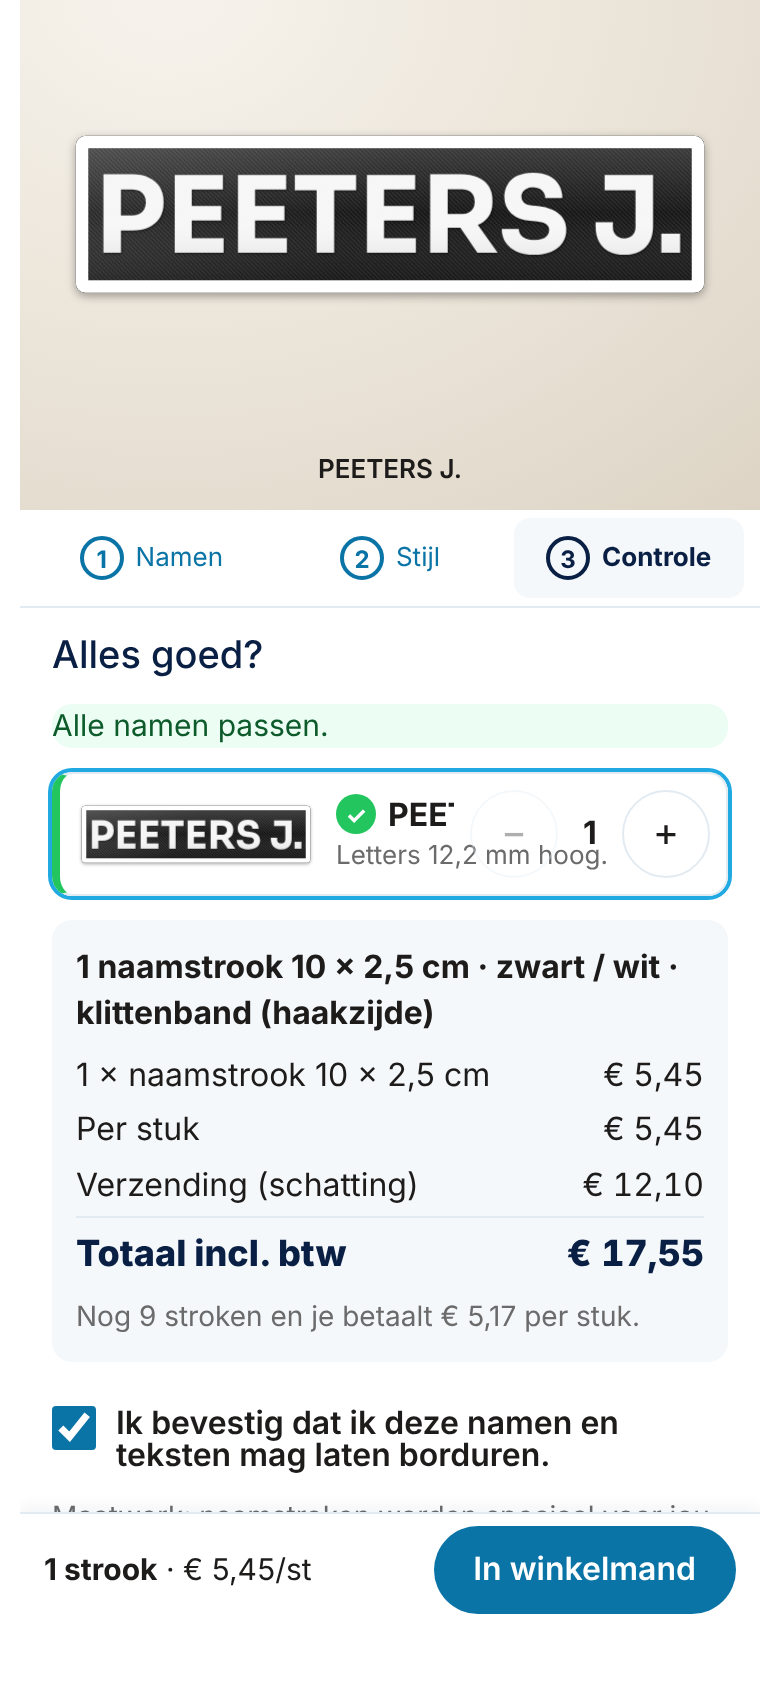 PEETERS J.
PEETERS J.
1 Namen
2 Stijl
3 Controle
Alles goed?
Alle namen passen.
PEETERS J.
PEET
− 1 +
Letters 12,2 mm hoog.
1 naamstrook 10 × 2,5 cm · zwart / wit ·
klittenband (haakzijde)
1 × naamstrook 10 × 2,5 cm € 5,45
Per stuk € 5,45
Verzending (schatting) € 12,10
Totaal incl. btw € 17,55
Nog 9 stroken en je betaalt € 5,17 per stuk.
Ik bevestig dat ik deze namen en
teksten mag laten borduren.
1 strook · € 5,45/st
In winkelmand